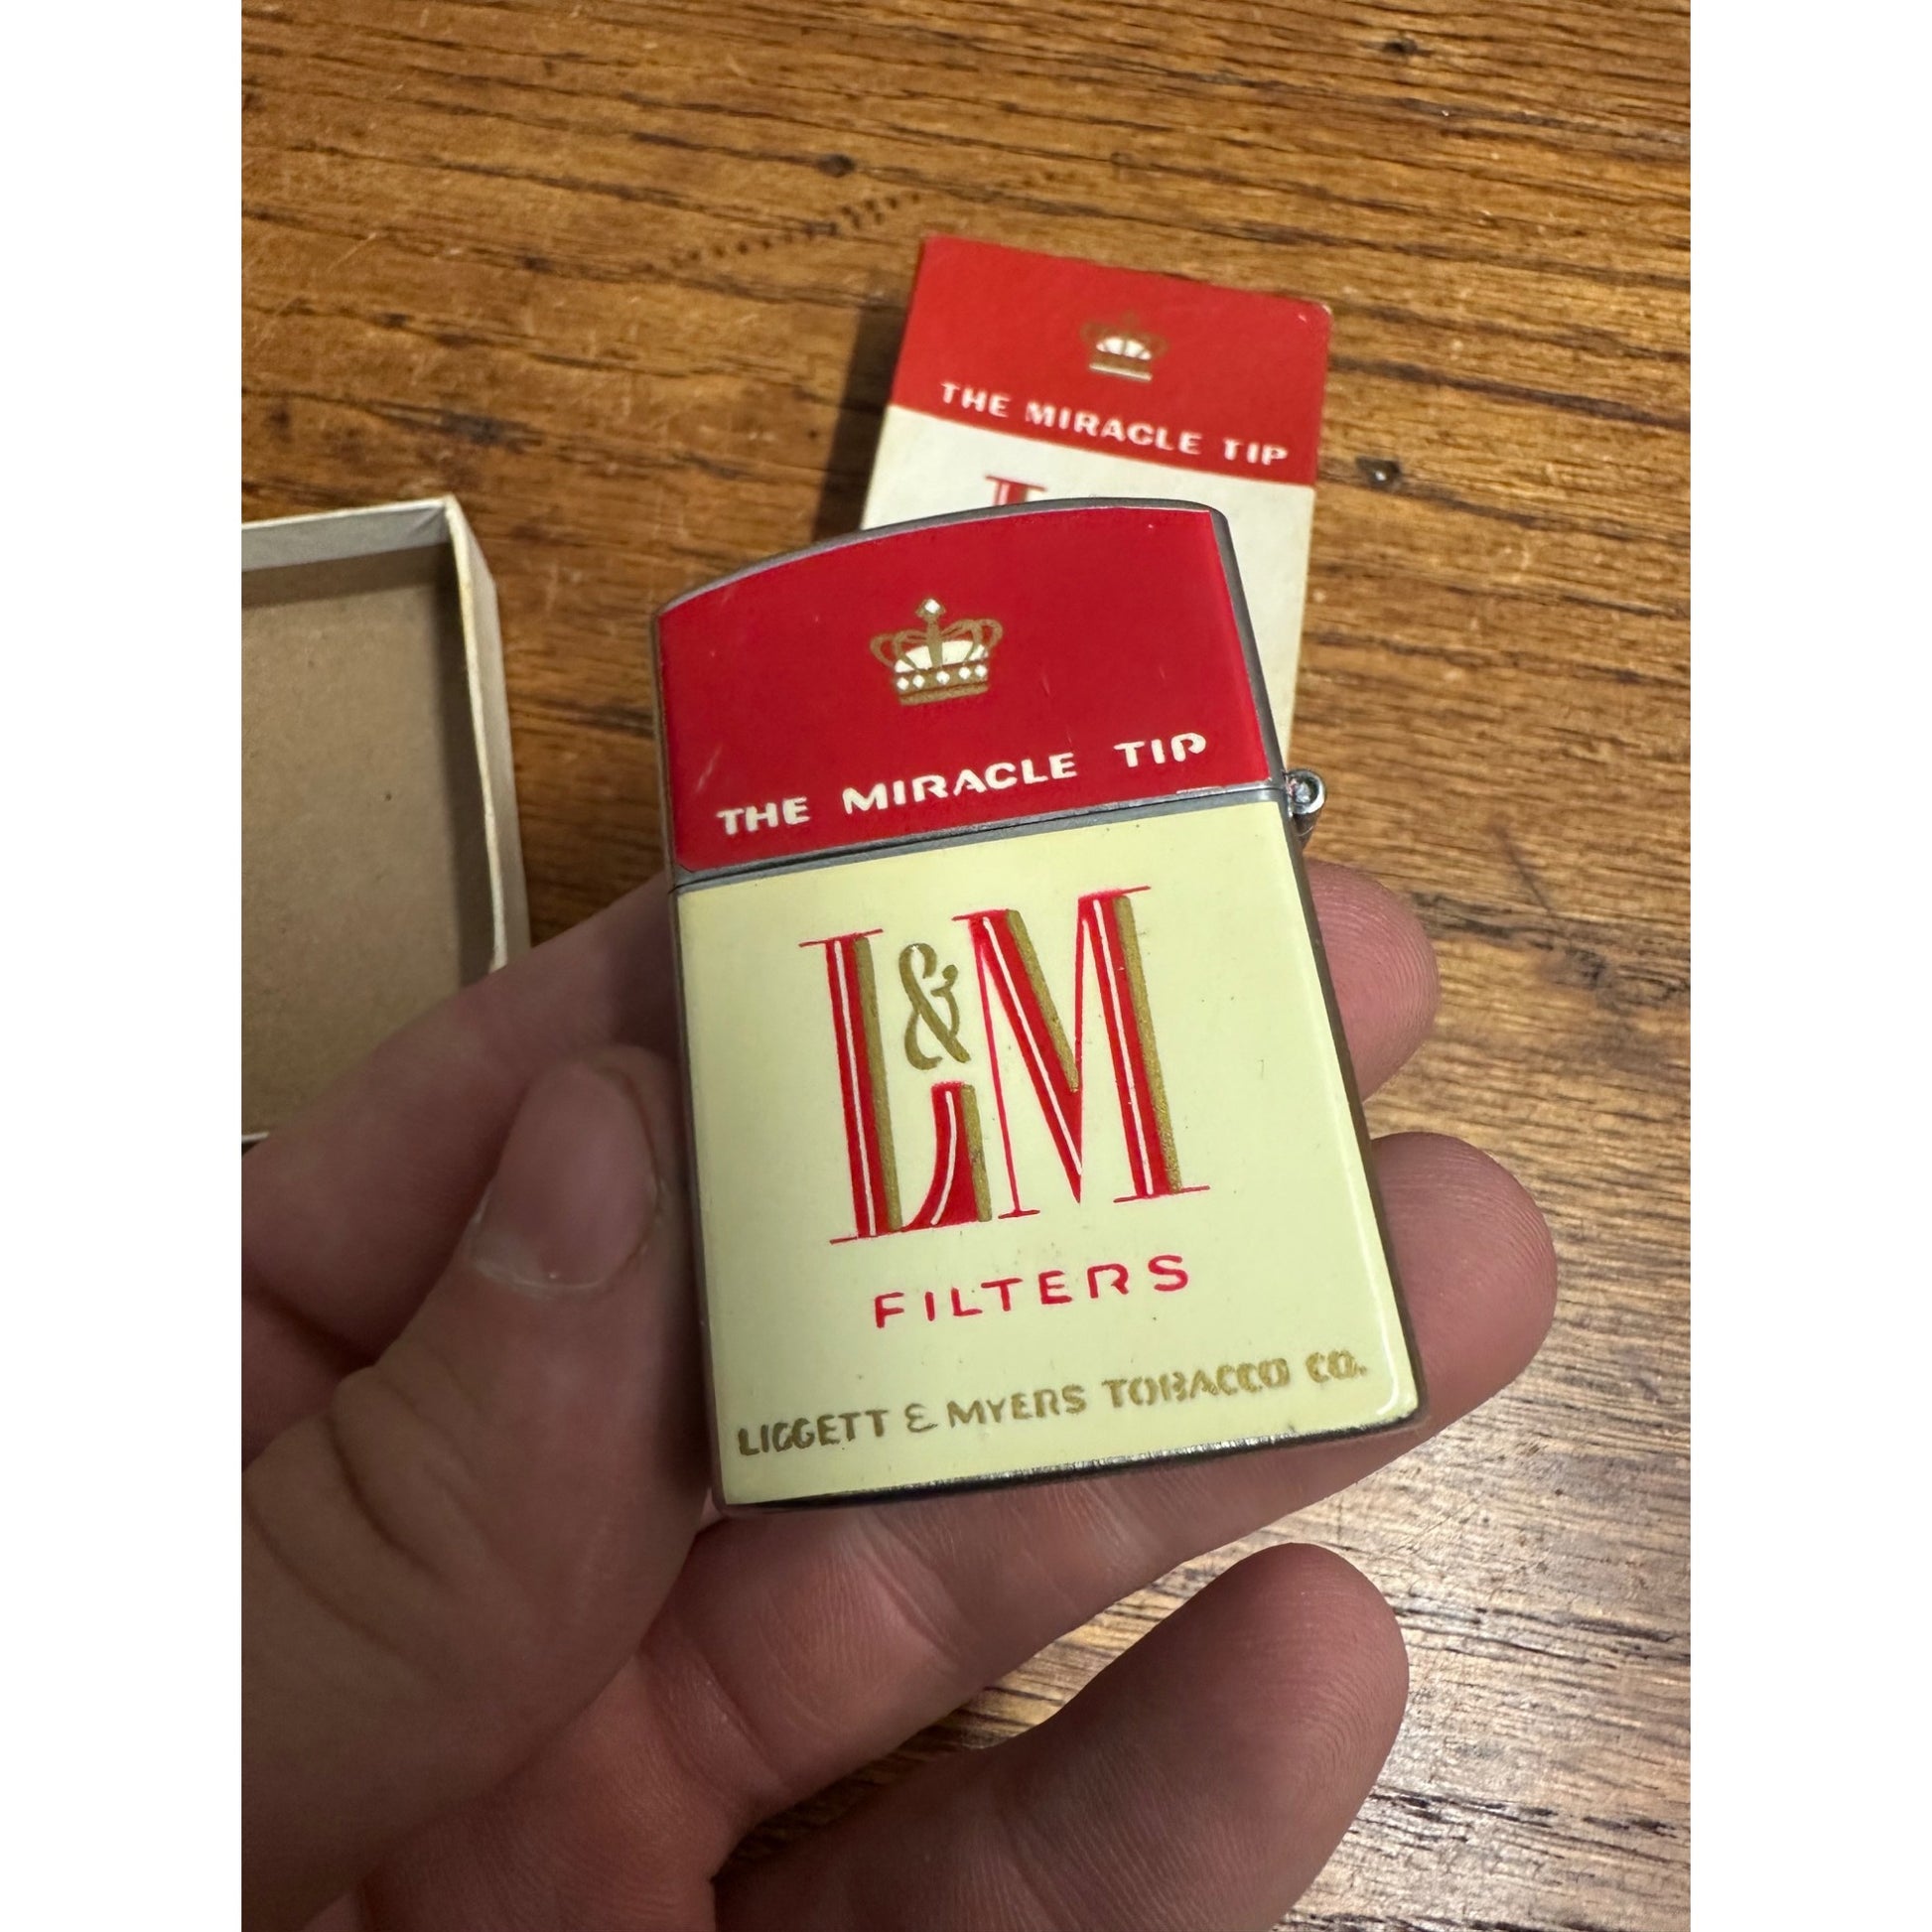 THE MIRACLE TIP
L
THE MIRACLE TIP
L&M
FILTERS
LIGGETT & MYERS TOBACCO CO.